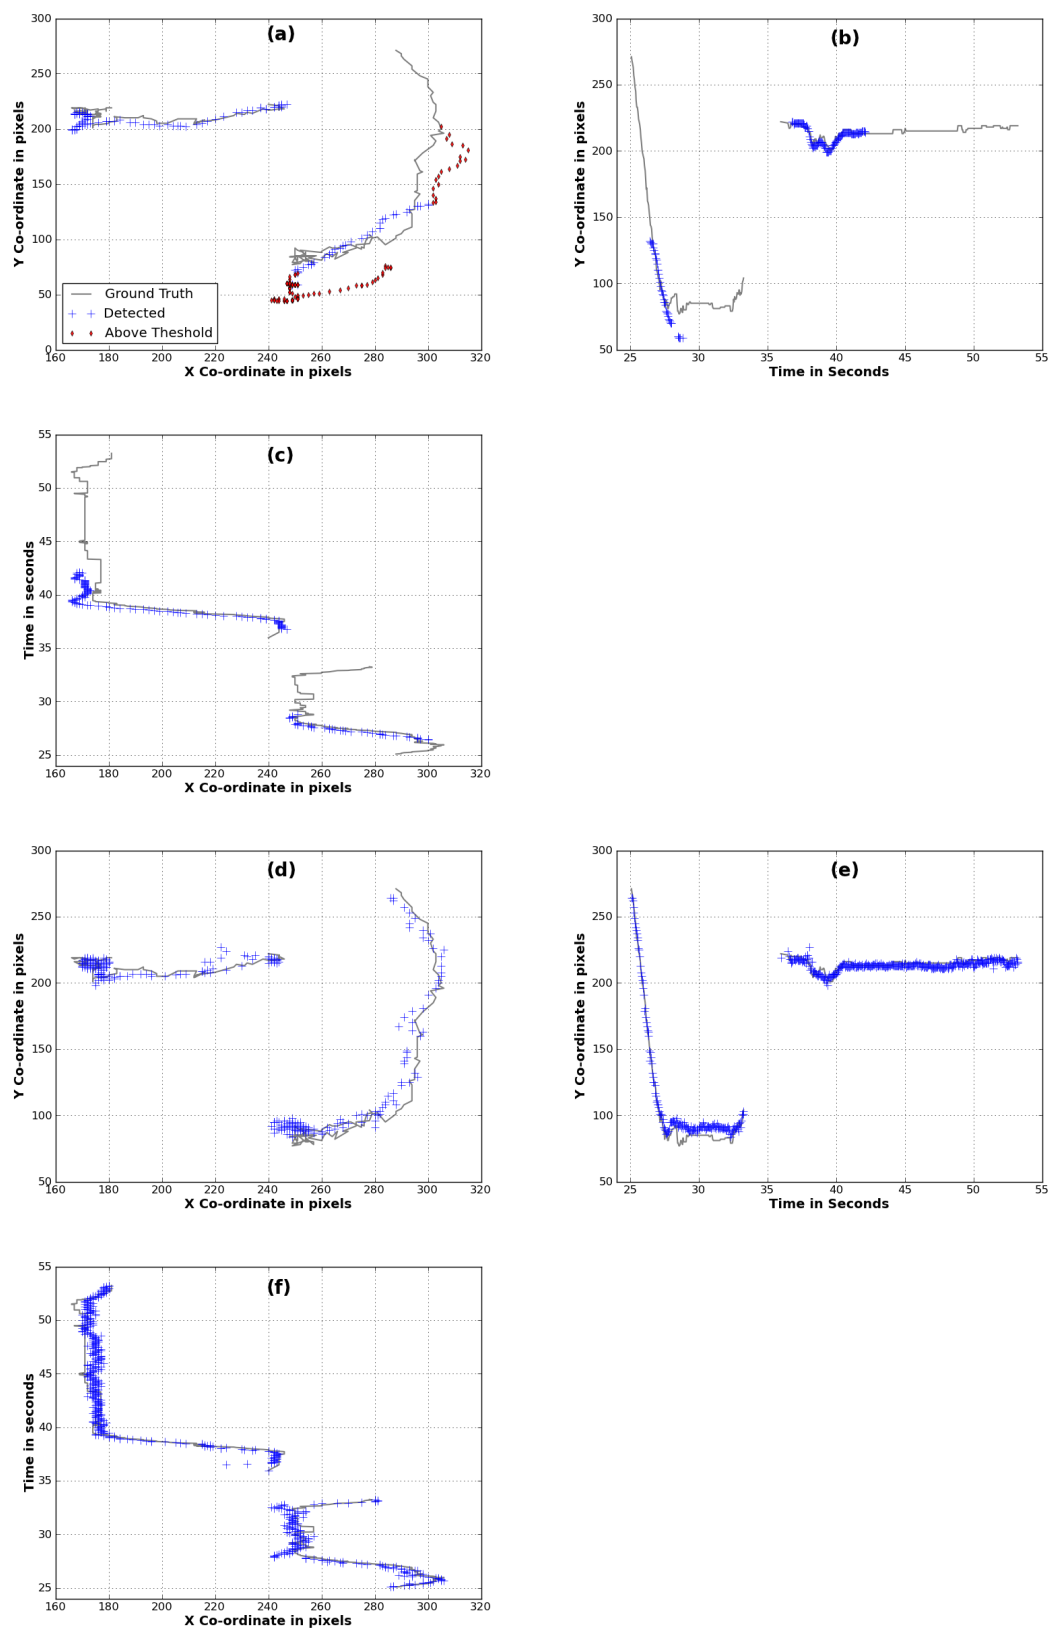 (a)
300
250
200
150
100
50
0
Y Co-ordinate in pixels
Ground Truth
Detected
Above Theshold
160 180 200 220 240 260 280 300 320
X Co-ordinate in pixels
(b)
300
250
200
150
100
50
Y Co-ordinate in pixels
25 30 35 40 45 50 55
Time in Seconds
(c)
55
50
45
40
35
30
25
Time in seconds
160 180 200 220 240 260 280 300 320
X Co-ordinate in pixels
(d)
300
250
200
150
100
50
Y Co-ordinate in pixels
160 180 200 220 240 260 280 300 320
X Co-ordinate in pixels
(e)
300
250
200
150
100
50
Y Co-ordinate in pixels
25 30 35 40 45 50 55
Time in Seconds
(f)
55
50
45
40
35
30
25
Time in seconds
160 180 200 220 240 260 280 300 320
X Co-ordinate in pixels